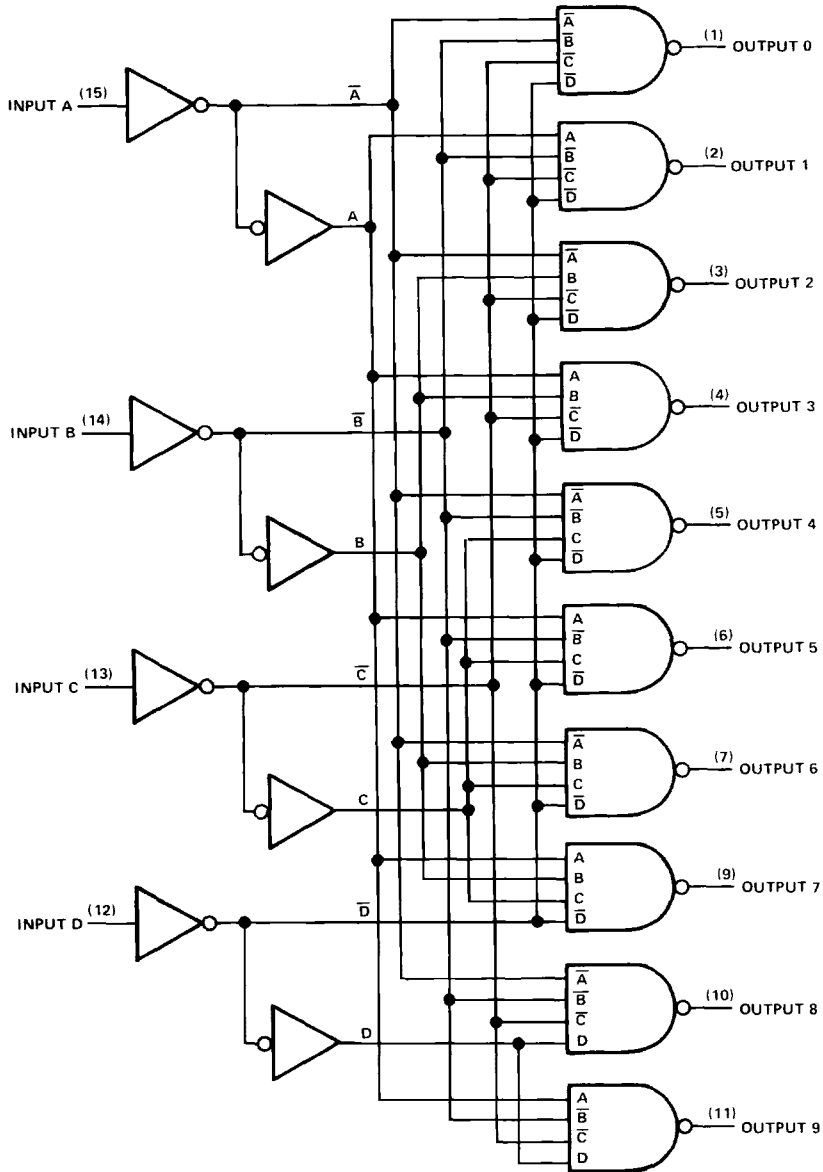 A̅
B̅
C̅
D̅
(1) OUTPUT 0
INPUT A (15)
A̅
A
B̅
C̅
D̅
(2) OUTPUT 1
A
A̅
B
C̅
D̅
(3) OUTPUT 2
A
B
C̅
D̅
(4) OUTPUT 3
INPUT B (14)
B̅
A̅
B̅
C
D̅
(5) OUTPUT 4
B
A
B̅
C
D̅
(6) OUTPUT 5
INPUT C (13)
C̅
A̅
B
C
D̅
(7) OUTPUT 6
C
A
B
C
D̅
(9) OUTPUT 7
INPUT D (12)
D̅
A̅
B̅
C̅
D
(10) OUTPUT 8
D
A
B̅
C̅
D
(11) OUTPUT 9